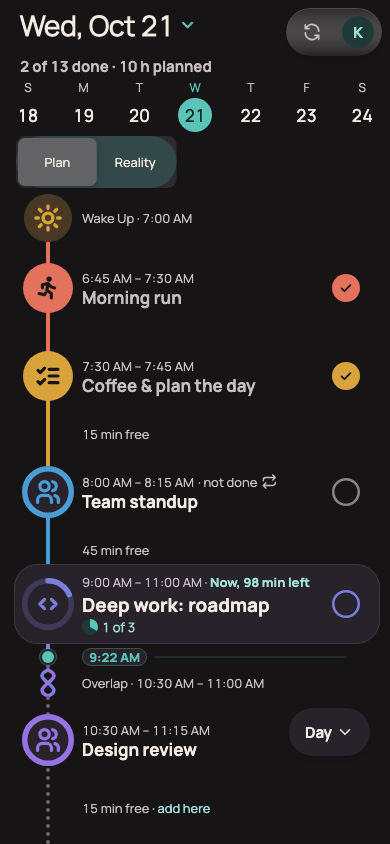 Wed, Oct 21
K
2 of 13 done · 10 h planned
S M T W T F S
18 19 20 21 22 23 24
Plan Reality
Wake Up · 7:00 AM
6:45 AM – 7:30 AM
Morning run
7:30 AM – 7:45 AM
Coffee & plan the day
15 min free
8:00 AM – 8:15 AM · not done
Team standup
45 min free
9:00 AM – 11:00 AM · Now, 98 min left
Deep work: roadmap
1 of 3
9:22 AM
Overlap · 10:30 AM – 11:00 AM
10:30 AM – 11:15 AM
Design review
Day
15 min free · add here